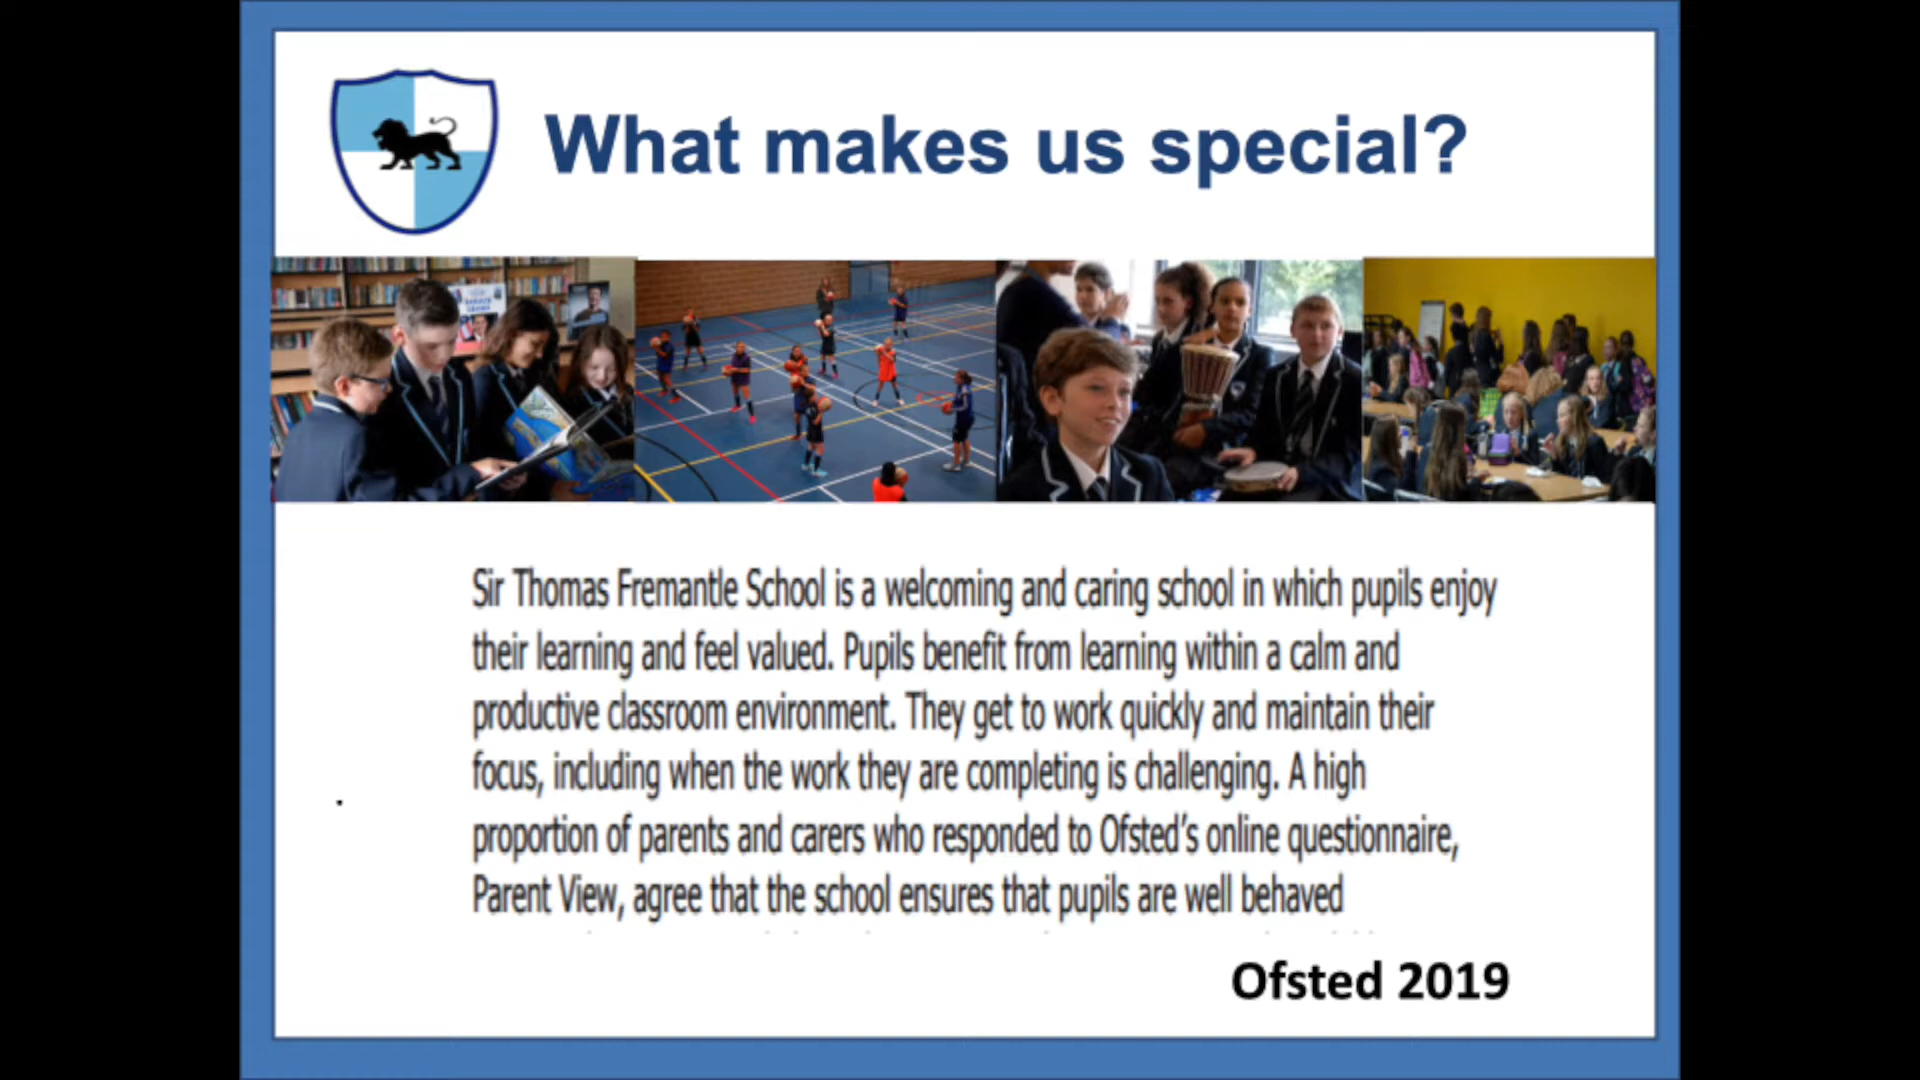 What makes us special?
Sir Thomas Fremantle School is a welcoming and caring school in which pupils enjoy
their learning and feel valued. Pupils benefit from learning within a calm and
productive classroom environment. They get to work quickly and maintain their
focus, including when the work they are completing is challenging. A high
proportion of parents and carers who responded to Ofsted's online questionnaire,
Parent View, agree that the school ensures that pupils are well behaved
Ofsted 2019